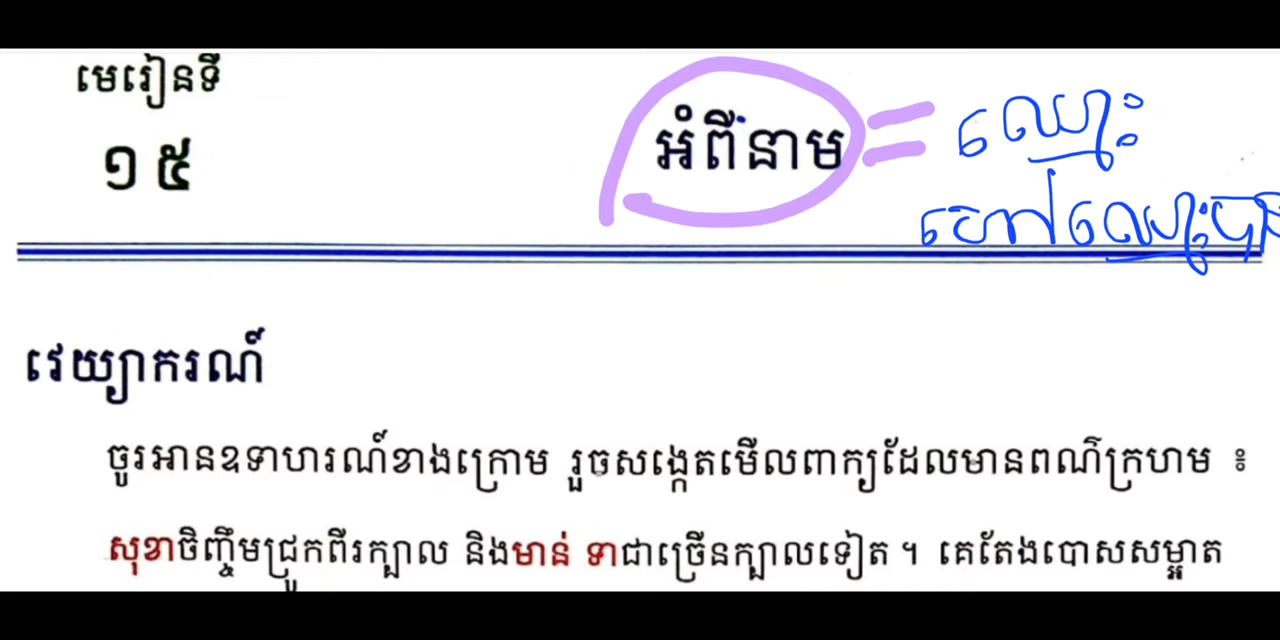 មេរៀនទី
១៥
អំពីនាម = ឈ្មោះ
ហៅឈ្មោះបាន
វេយ្យាករណ៍
ចូរអានឧទាហរណ៍ខាងក្រោម រួចសង្កេតមើលពាក្យដែលមានពណ៌ក្រហម ៖
សុខាចិញ្ចឹមជ្រូកពីរក្បាល និងមាន់ ទាជាច្រើនក្បាលទៀត ។ គេតែងបោសសម្អាត